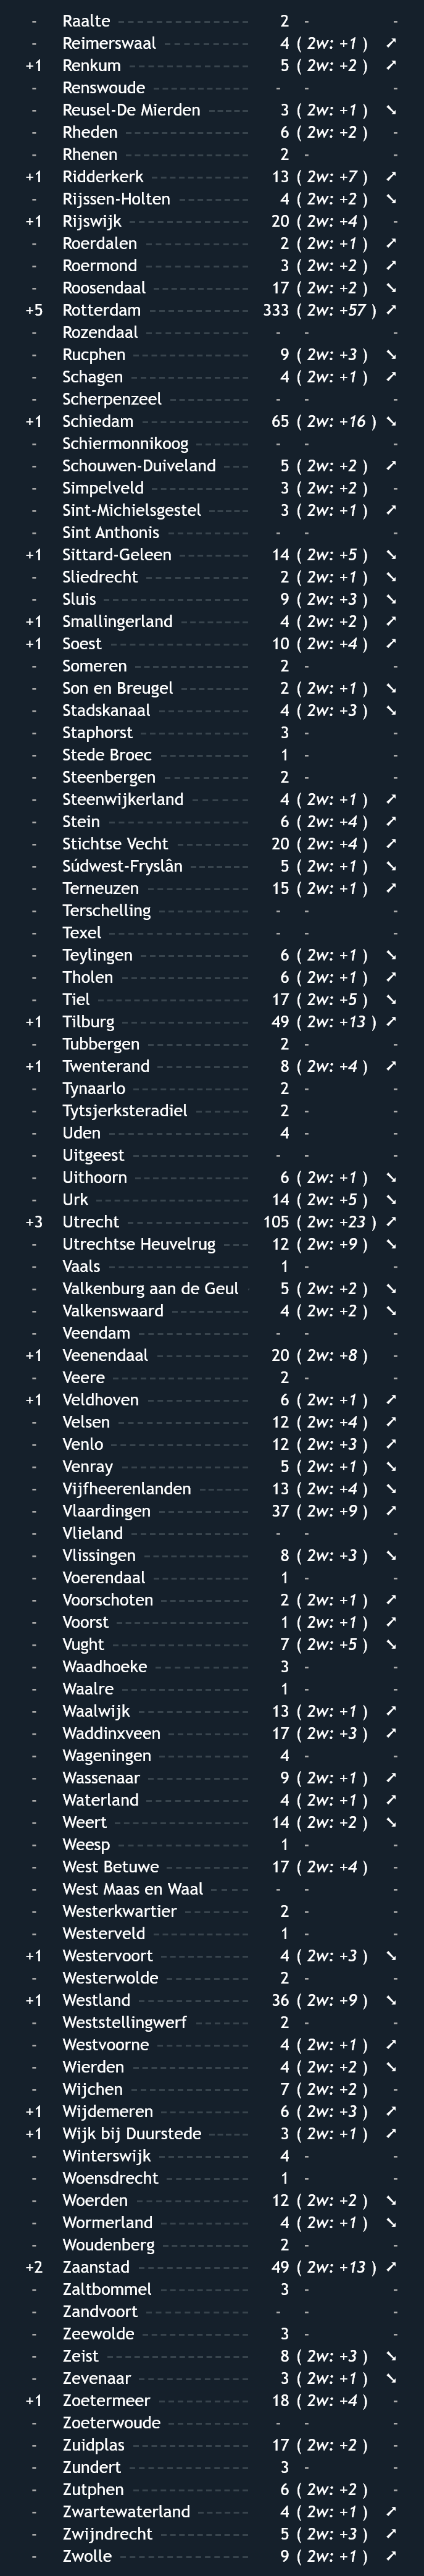 - Raalte 2 - -
- Reimerswaal 4 ( 2w: +1 ) ↗
+1 Renkum 5 ( 2w: +2 ) ↗
- Renswoude - - -
- Reusel-De Mierden 3 ( 2w: +1 ) ↘
- Rheden 6 ( 2w: +2 ) -
- Rhenen 2 - -
+1 Ridderkerk 13 ( 2w: +7 ) ↗
- Rijssen-Holten 4 ( 2w: +2 ) ↘
+1 Rijswijk 20 ( 2w: +4 ) -
- Roerdalen 2 ( 2w: +1 ) ↗
- Roermond 3 ( 2w: +2 ) ↗
- Roosendaal 17 ( 2w: +2 ) ↘
+5 Rotterdam 333 ( 2w: +57 ) ↗
- Rozendaal - - -
- Rucphen 9 ( 2w: +3 ) ↘
- Schagen 4 ( 2w: +1 ) ↗
- Scherpenzeel - - -
+1 Schiedam 65 ( 2w: +16 ) ↘
- Schiermonnikoog - - -
- Schouwen-Duiveland 5 ( 2w: +2 ) ↗
- Simpelveld 3 ( 2w: +2 ) -
- Sint-Michielsgestel 3 ( 2w: +1 ) ↗
- Sint Anthonis - - -
+1 Sittard-Geleen 14 ( 2w: +5 ) ↘
- Sliedrecht 2 ( 2w: +1 ) ↘
- Sluis 9 ( 2w: +3 ) ↘
+1 Smallingerland 4 ( 2w: +2 ) ↗
+1 Soest 10 ( 2w: +4 ) ↗
- Someren 2 - -
- Son en Breugel 2 ( 2w: +1 ) ↘
- Stadskanaal 4 ( 2w: +3 ) ↘
- Staphorst 3 - -
- Stede Broec 1 - -
- Steenbergen 2 - -
- Steenwijkerland 4 ( 2w: +1 ) ↗
- Stein 6 ( 2w: +4 ) ↗
- Stichtse Vecht 20 ( 2w: +4 ) ↗
- Súdwest-Fryslân 5 ( 2w: +1 ) ↘
- Terneuzen 15 ( 2w: +1 ) ↗
- Terschelling - - -
- Texel - - -
- Teylingen 6 ( 2w: +1 ) ↘
- Tholen 6 ( 2w: +1 ) ↗
- Tiel 17 ( 2w: +5 ) ↘
+1 Tilburg 49 ( 2w: +13 ) ↗
- Tubbergen 2 - -
+1 Twenterand 8 ( 2w: +4 ) ↗
- Tynaarlo 2 - -
- Tytsjerksteradiel 2 - -
- Uden 4 - -
- Uitgeest - - -
- Uithoorn 6 ( 2w: +1 ) ↘
- Urk 14 ( 2w: +5 ) ↘
+3 Utrecht 105 ( 2w: +23 ) ↗
- Utrechtse Heuvelrug 12 ( 2w: +9 ) ↘
- Vaals 1 - -
- Valkenburg aan de Geul 5 ( 2w: +2 ) ↘
- Valkenswaard 4 ( 2w: +2 ) ↘
- Veendam - - -
+1 Veenendaal 20 ( 2w: +8 ) -
- Veere 2 - -
+1 Veldhoven 6 ( 2w: +1 ) ↗
- Velsen 12 ( 2w: +4 ) ↗
- Venlo 12 ( 2w: +3 ) ↗
- Venray 5 ( 2w: +1 ) ↘
- Vijfheerenlanden 13 ( 2w: +4 ) ↘
- Vlaardingen 37 ( 2w: +9 ) ↗
- Vlieland - - -
- Vlissingen 8 ( 2w: +3 ) ↘
- Voerendaal 1 - -
- Voorschoten 2 ( 2w: +1 ) ↗
- Voorst 1 ( 2w: +1 ) ↗
- Vught 7 ( 2w: +5 ) ↘
- Waadhoeke 3 - -
- Waalre 1 - -
- Waalwijk 13 ( 2w: +1 ) ↗
- Waddinxveen 17 ( 2w: +3 ) ↗
- Wageningen 4 - -
- Wassenaar 9 ( 2w: +1 ) ↗
- Waterland 4 ( 2w: +1 ) ↗
- Weert 14 ( 2w: +2 ) ↘
- Weesp 1 - -
- West Betuwe 17 ( 2w: +4 ) -
- West Maas en Waal - - -
- Westerkwartier 2 - -
- Westerveld 1 - -
+1 Westervoort 4 ( 2w: +3 ) ↘
- Westerwolde 2 - -
+1 Westland 36 ( 2w: +9 ) ↘
- Weststellingwerf 2 - -
- Westvoorne 4 ( 2w: +1 ) ↗
- Wierden 4 ( 2w: +2 ) ↘
- Wijchen 7 ( 2w: +2 ) -
+1 Wijdemeren 6 ( 2w: +3 ) ↗
+1 Wijk bij Duurstede 3 ( 2w: +1 ) ↗
- Winterswijk 4 - -
- Woensdrecht 1 - -
- Woerden 12 ( 2w: +2 ) ↘
- Wormerland 4 ( 2w: +1 ) ↘
- Woudenberg 2 - -
+2 Zaanstad 49 ( 2w: +13 ) ↗
- Zaltbommel 3 - -
- Zandvoort - - -
- Zeewolde 3 - -
- Zeist 8 ( 2w: +3 ) ↘
- Zevenaar 3 ( 2w: +1 ) ↘
+1 Zoetermeer 18 ( 2w: +4 ) -
- Zoeterwoude - - -
- Zuidplas 17 ( 2w: +2 ) -
- Zundert 3 - -
- Zutphen 6 ( 2w: +2 ) -
- Zwartewaterland 4 ( 2w: +1 ) ↗
- Zwijndrecht 5 ( 2w: +3 ) ↗
- Zwolle 9 ( 2w: +1 ) ↗